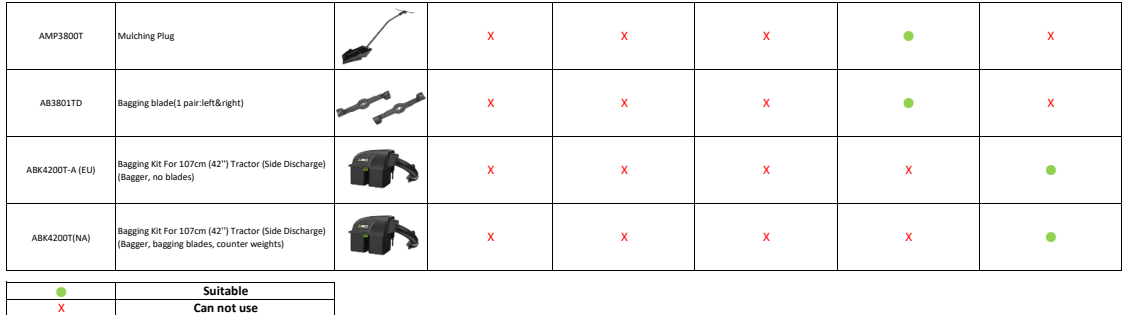 AMP3800T Mulching Plug X X X ● X
AB3801TD Bagging blade(1 pair:left&right) X X X ● X
ABK4200T-A (EU) Bagging Kit For 107cm (42'') Tractor (Side Discharge)
(Bagger, no blades) X X X X ●
ABK4200T(NA) Bagging Kit For 107cm (42'') Tractor (Side Discharge)
(Bagger, bagging blades, counter weights) X X X X ●
● Suitable
X Can not use